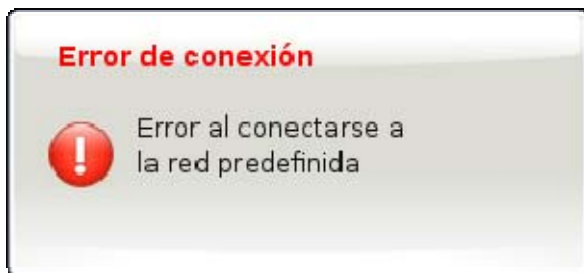 Error de conexión
Error al conectarse a
la red predefinida